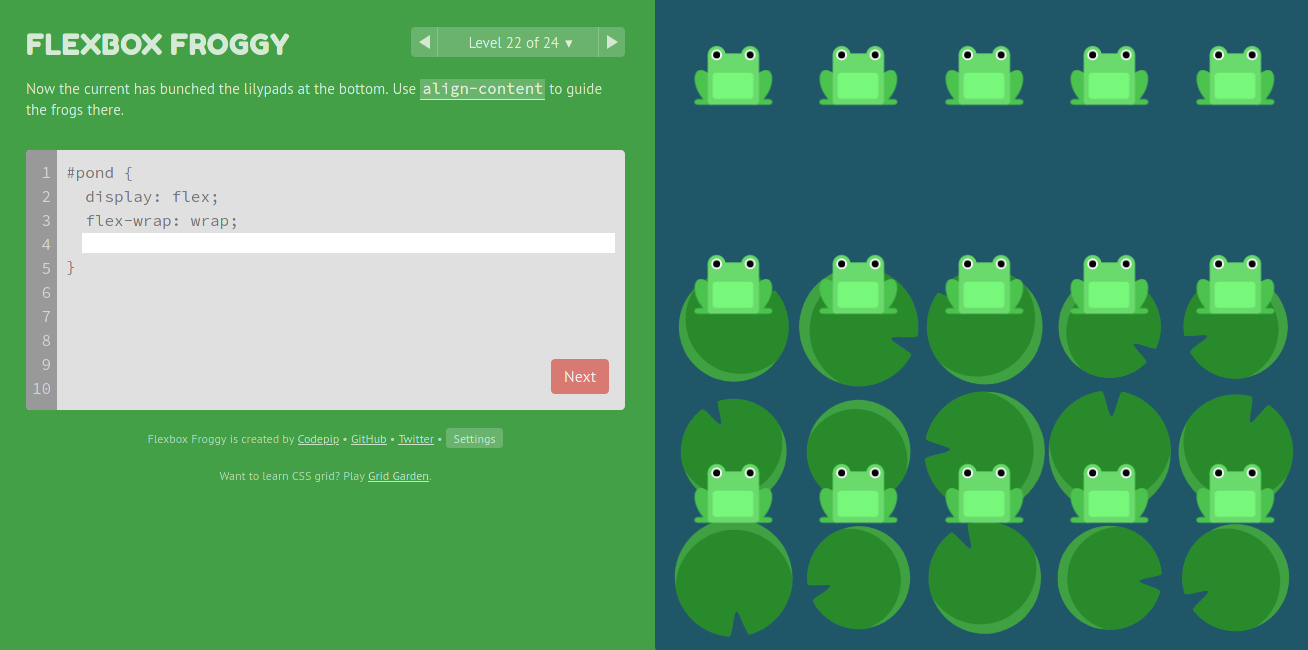 FLEXBOX FROGGY
Level 22 of 24 ▾
Now the current has bunched the lilypads at the bottom. Use align-content to guide
the frogs there.
1 #pond {
2 display: flex;
3 flex-wrap: wrap;
4
5 }
6
7
8
9
10
Next
Flexbox Froggy is created by Codepip • GitHub • Twitter • Settings
Want to learn CSS grid? Play Grid Garden.